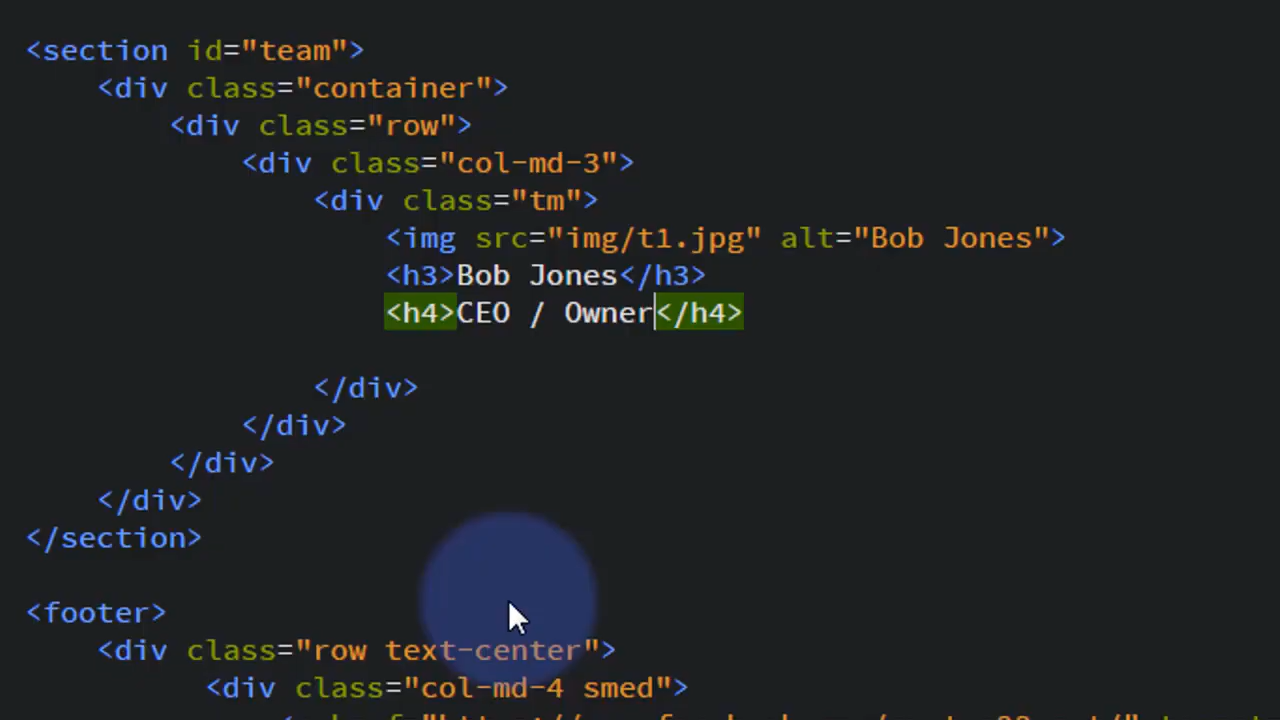 <section id="team">
<div class="container">
<div class="row">
<div class="col-md-3">
<div class="tm">
<img src="img/t1.jpg" alt="Bob Jones">
<h3>Bob Jones</h3>
<h4>CEO / Owner</h4>
</div>
</div>
</div>
</div>
</section>
<footer>
<div class="row text-center">
<div class="col-md-4 smed">